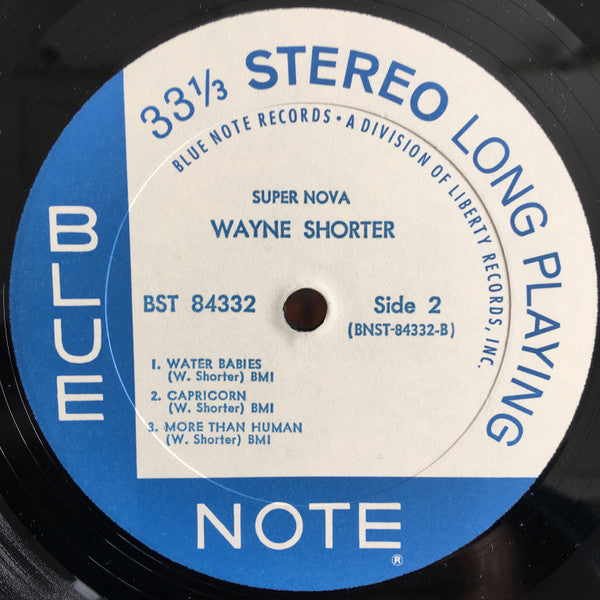 33⅓ STEREO LONG PLAYING
BLUE NOTE RECORDS • A DIVISION OF LIBERTY RECORDS, INC.
SUPER NOVA
WAYNE SHORTER
BST 84332
Side 2
(BNST-84332-B)
1. WATER BABIES
(W. Shorter) BMI
2. CAPRICORN
(W. Shorter) BMI
3. MORE THAN HUMAN
(W. Shorter) BMI
BLUE
NOTE®